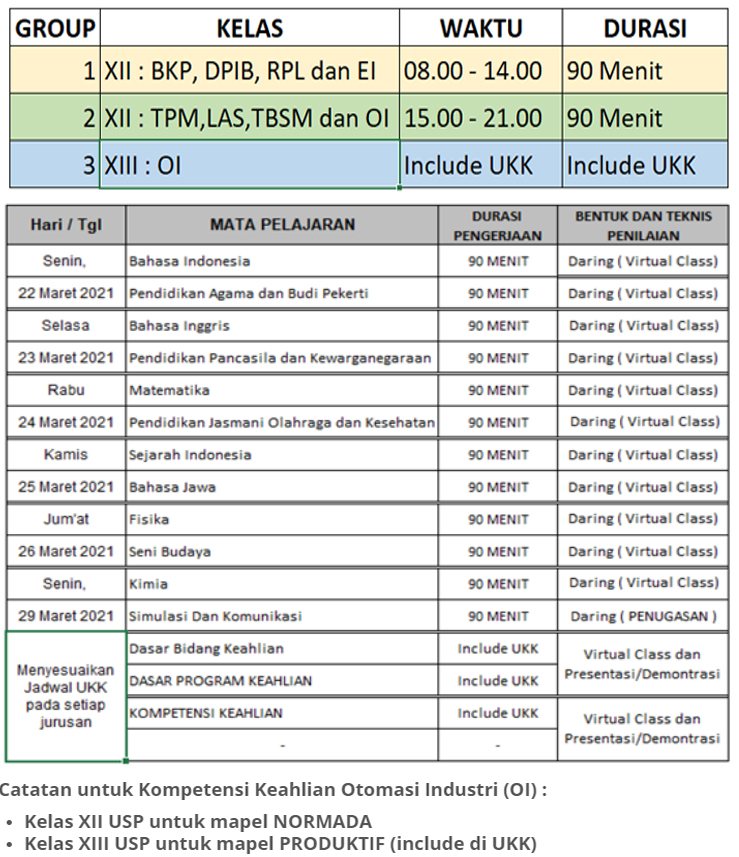 GROUP KELAS WAKTU DURASI
1 XII : BKP, DPIB, RPL dan EI 08.00 - 14.00 90 Menit
2 XII : TPM,LAS,TBSM dan OI 15.00 - 21.00 90 Menit
3 XIII : OI Include UKK Include UKK
Hari / Tgl MATA PELAJARAN DURASI PENGERJAAN BENTUK DAN TEKNIS PENILAIAN
Senin, Bahasa Indonesia 90 MENIT Daring ( Virtual Class)
22 Maret 2021 Pendidikan Agama dan Budi Pekerti 90 MENIT Daring ( Virtual Class)
Selasa Bahasa Inggris 90 MENIT Daring ( Virtual Class)
23 Maret 2021 Pendidikan Pancasila dan Kewarganegaraan 90 MENIT Daring ( Virtual Class)
Rabu Matematika 90 MENIT Daring ( Virtual Class)
24 Maret 2021 Pendidikan Jasmani Olahraga dan Kesehatan 90 MENIT Daring ( Virtual Class)
Kamis Sejarah Indonesia 90 MENIT Daring ( Virtual Class)
25 Maret 2021 Bahasa Jawa 90 MENIT Daring ( Virtual Class)
Jum'at Fisika 90 MENIT Daring ( Virtual Class)
26 Maret 2021 Seni Budaya 90 MENIT Daring ( Virtual Class)
Senin, Kimia 90 MENIT Daring ( Virtual Class)
29 Maret 2021 Simulasi Dan Komunikasi 90 MENIT Daring ( PENUGASAN )
Menyesuaikan
Jadwal UKK
pada setiap
jurusan
Dasar Bidang Keahlian Include UKK
DASAR PROGRAM KEAHLIAN Include UKK
Virtual Class dan
Presentasi/Demontrasi
KOMPETENSI KEAHLIAN Include UKK
- -
Virtual Class dan
Presentasi/Demontrasi
Catatan untuk Kompetensi Keahlian Otomasi Industri (OI) :
• Kelas XII USP untuk mapel NORMADA
• Kelas XIII USP untuk mapel PRODUKTIF (include di UKK)